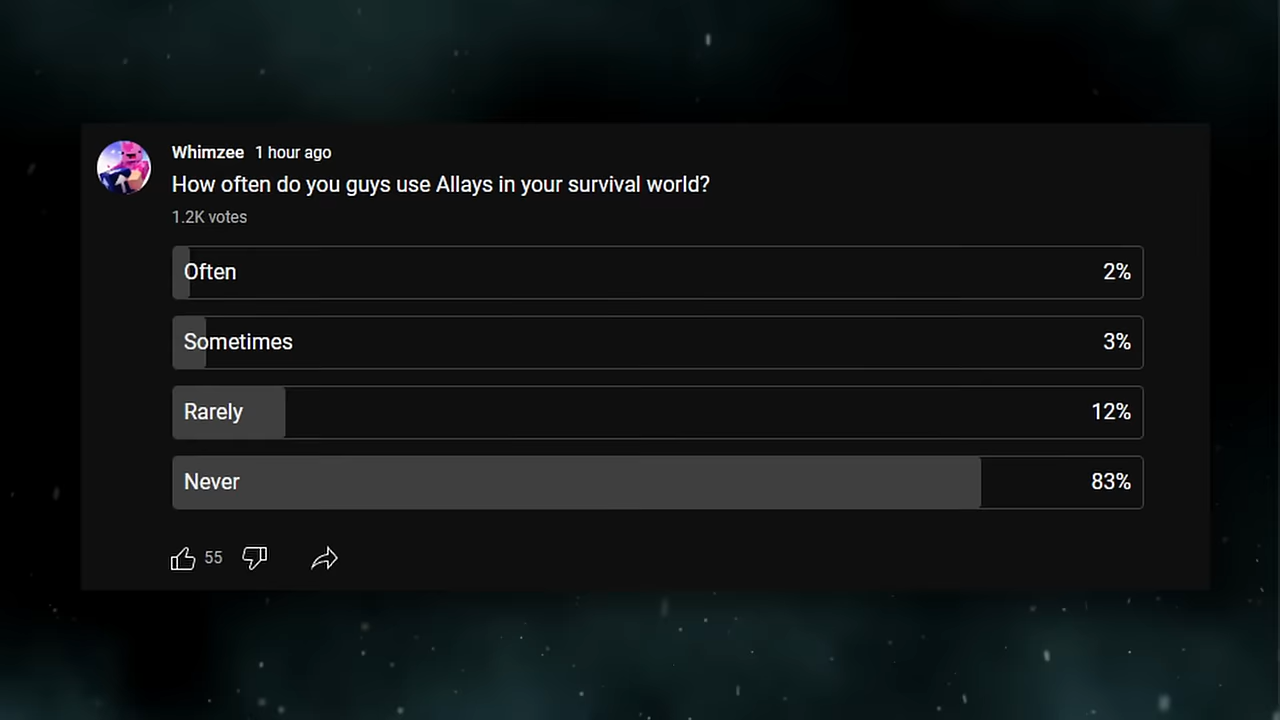 Whimzee 1 hour ago
How often do you guys use Allays in your survival world?
1.2K votes
Often 2%
Sometimes 3%
Rarely 12%
Never 83%
55